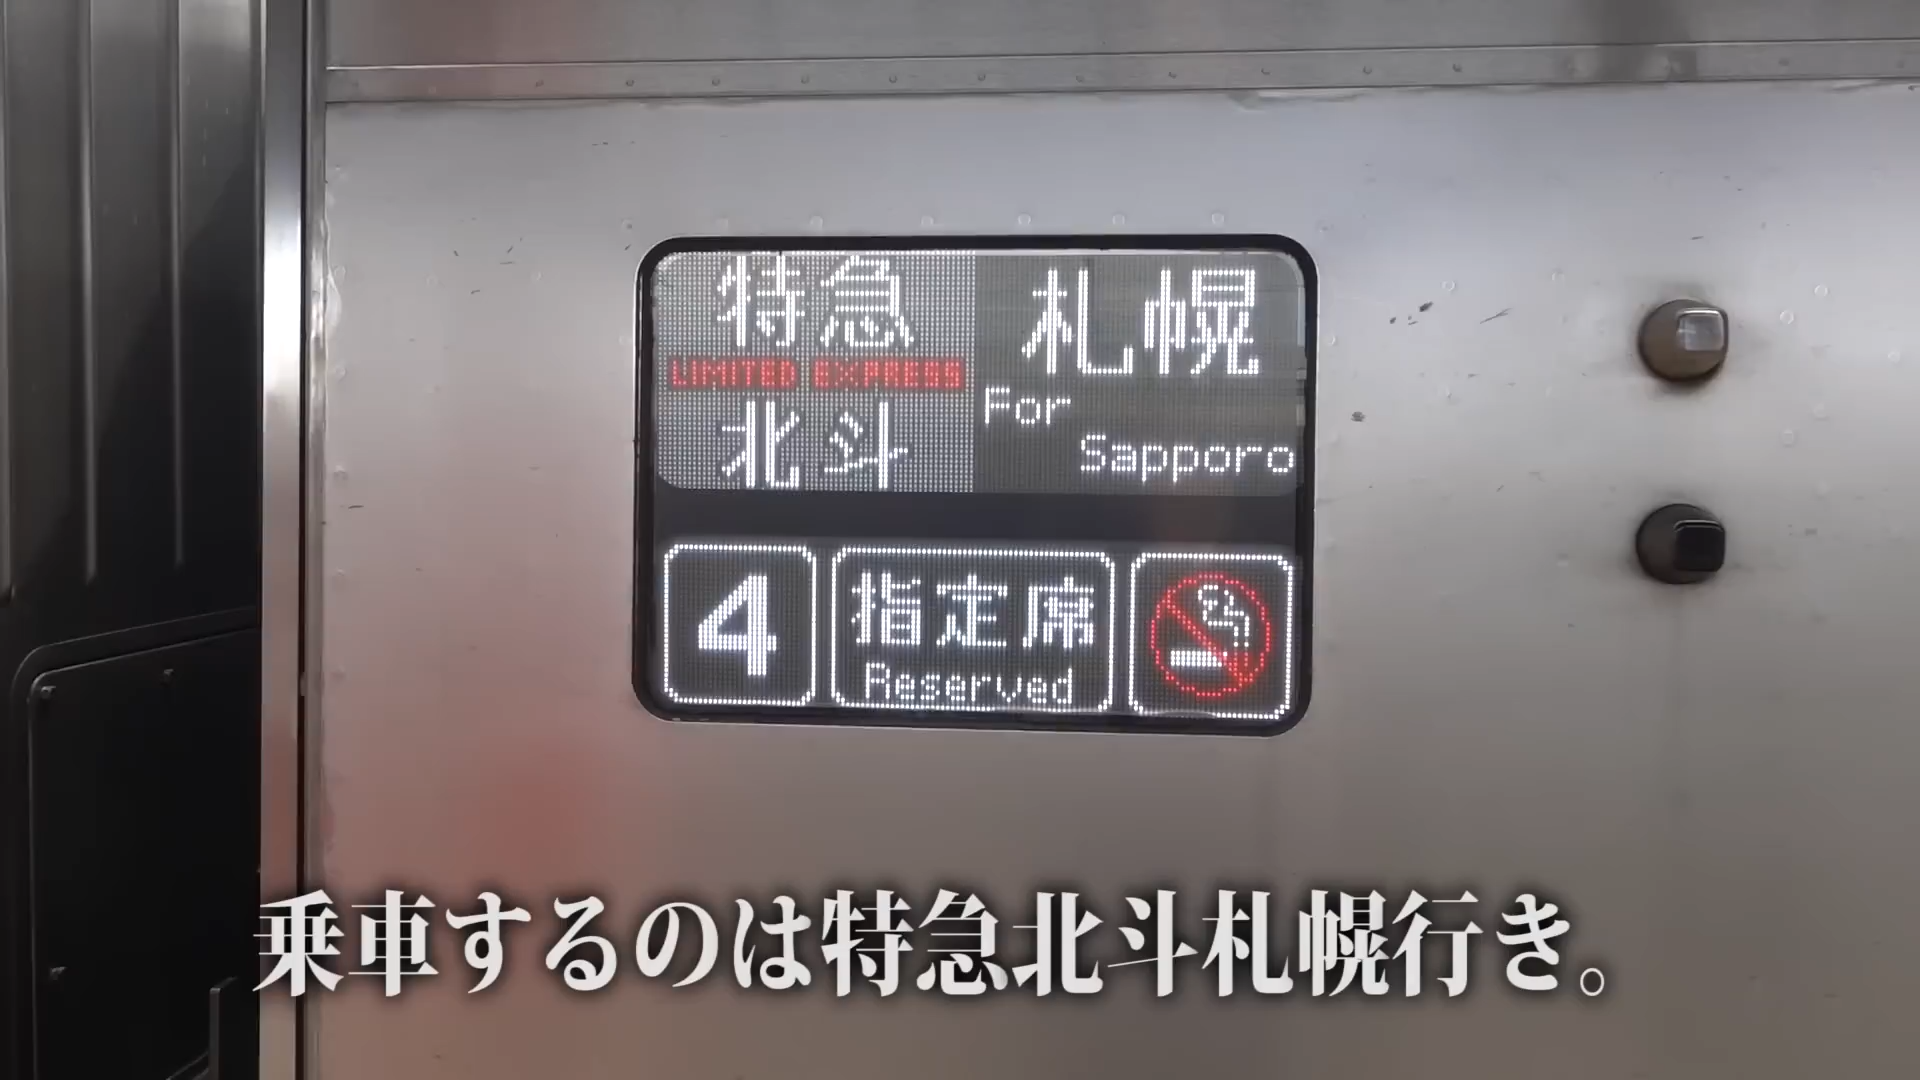 特急
LIMITED EXPRESS
北斗
札幌
For
Sapporo
4
指定席
Reserved
乗車するのは特急北斗札幌行き。